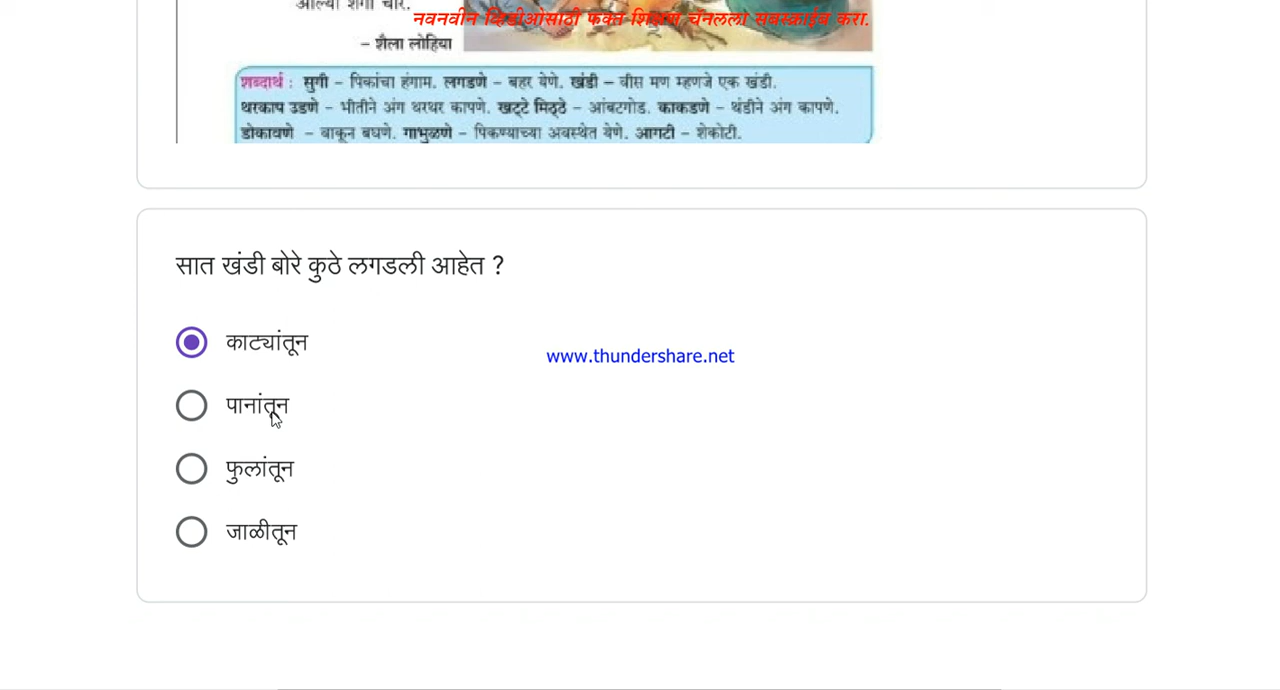 ओल्या शेंगा चार.
नवनवीन व्हिडीओसाठी फक्त शिक्षण चॅनलला सबस्क्राईब करा.
– शैला लोहिया
शब्दार्थ : सुगी – पिकांचा हंगाम. लगडणे – बहर येणे. खंडी – वीस मण म्हणजे एक खंडी.
थरकाप उडणे – भीतीने अंग थरथर कापणे. खट्टे मिठ्ठे – आंबटगोड. काकडणे – थंडीने अंग कापणे.
डोकावणे – वाकून बघणे. गाभुळणे – पिकण्याच्या अवस्थेत येणे. आगटी – शेकोटी.
सात खंडी बोरे कुठे लगडली आहेत ?
काट्यांतून
www.thundershare.net
पानांतून
फुलांतून
जाळीतून